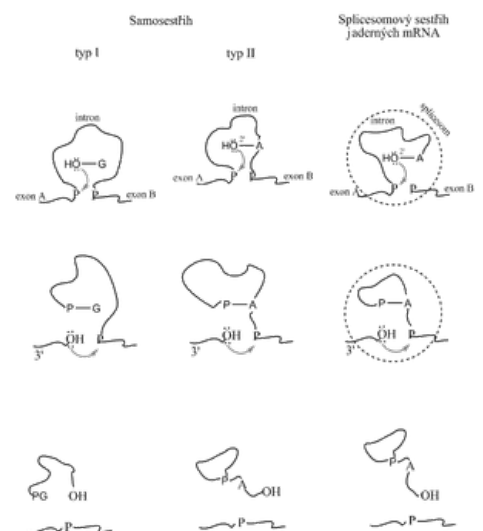 Samosestřih
Splicesomový sestřih
jaderných mRNA
typ I
typ II
intron
HO—G
P P
exon A
exon B
intron
2'
HO—A
P P
exon A
exon B
splicesom
intron
2'
HO—A
P P
exon A
exon B
P—G
OH
P
3'
P—A
OH
P
3'
P—A
OH
P
3'
PG OH
P
P A
OH
P
P A
OH
P